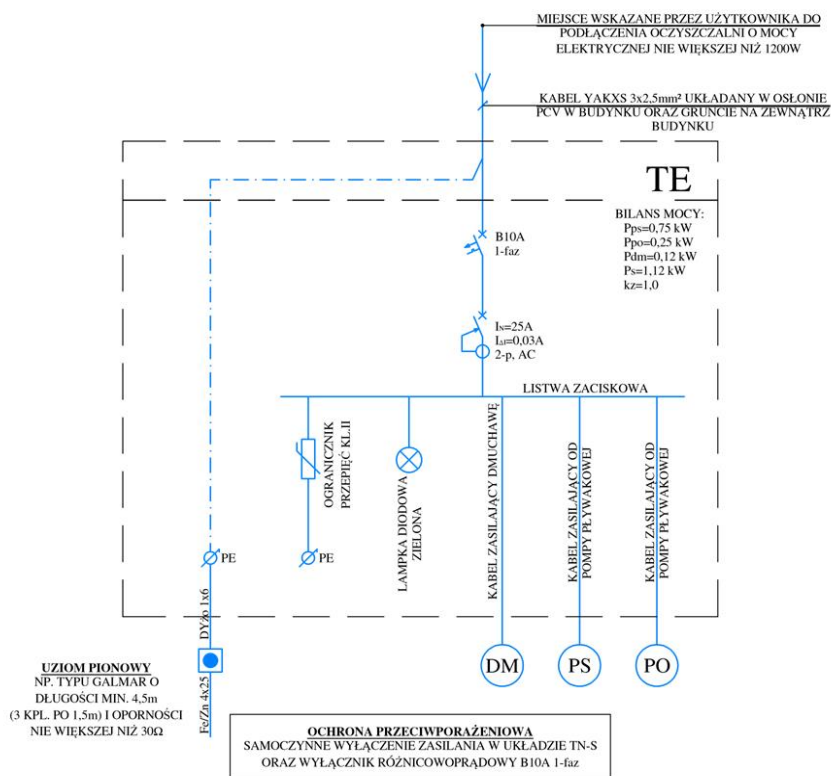 MIEJSCE WSKAZANE PRZEZ UŻYTKOWNIKA DO
PODŁĄCZENIA OCZYSZCZALNI O MOCY
ELEKTRYCZNEJ NIE WIĘKSZEJ NIŻ 1200W
KABEL YAKXS 3x2,5mm² UKŁADANY W OSŁONIE
PCV W BUDYNKU ORAZ GRUNCIE NA ZEWNĄTRZ
BUDYNKU
TE
BILANS MOCY:
Pps=0,75 kW
Ppo=0,25 kW
Pdm=0,12 kW
Ps=1,12 kW
kz=1,0
B10A
1-faz
IN=25A
IΔf=0,03A
2-p, AC
LISTWA ZACISKOWA
OGRANICZNIK
PRZEPIĘĆ KL.II
LAMPKA DIODOWA
ZIELONA
KABEL ZASILAJĄCY DMUCHAWĘ
KABEL ZASILAJĄCY OD
POMPY PŁYWAKOWEJ
KABEL ZASILAJĄCY OD
POMPY PŁYWAKOWEJ
PE
PE
DYżo 1x6
Fe/Zn 4x25
DM
PS
PO
UZIOM PIONOWY
NP. TYPU GALMAR O
DŁUGOŚCI MIN. 4,5m
(3 KPL. PO 1,5m) I OPORNOŚCI
NIE WIĘKSZEJ NIŻ 30Ω
OCHRONA PRZECIWPORAŻENIOWA
SAMOCZYNNE WYŁĄCZENIE ZASILANIA W UKŁADZIE TN-S
ORAZ WYŁĄCZNIK RÓŻNICOWOPRĄDOWY B10A 1-faz